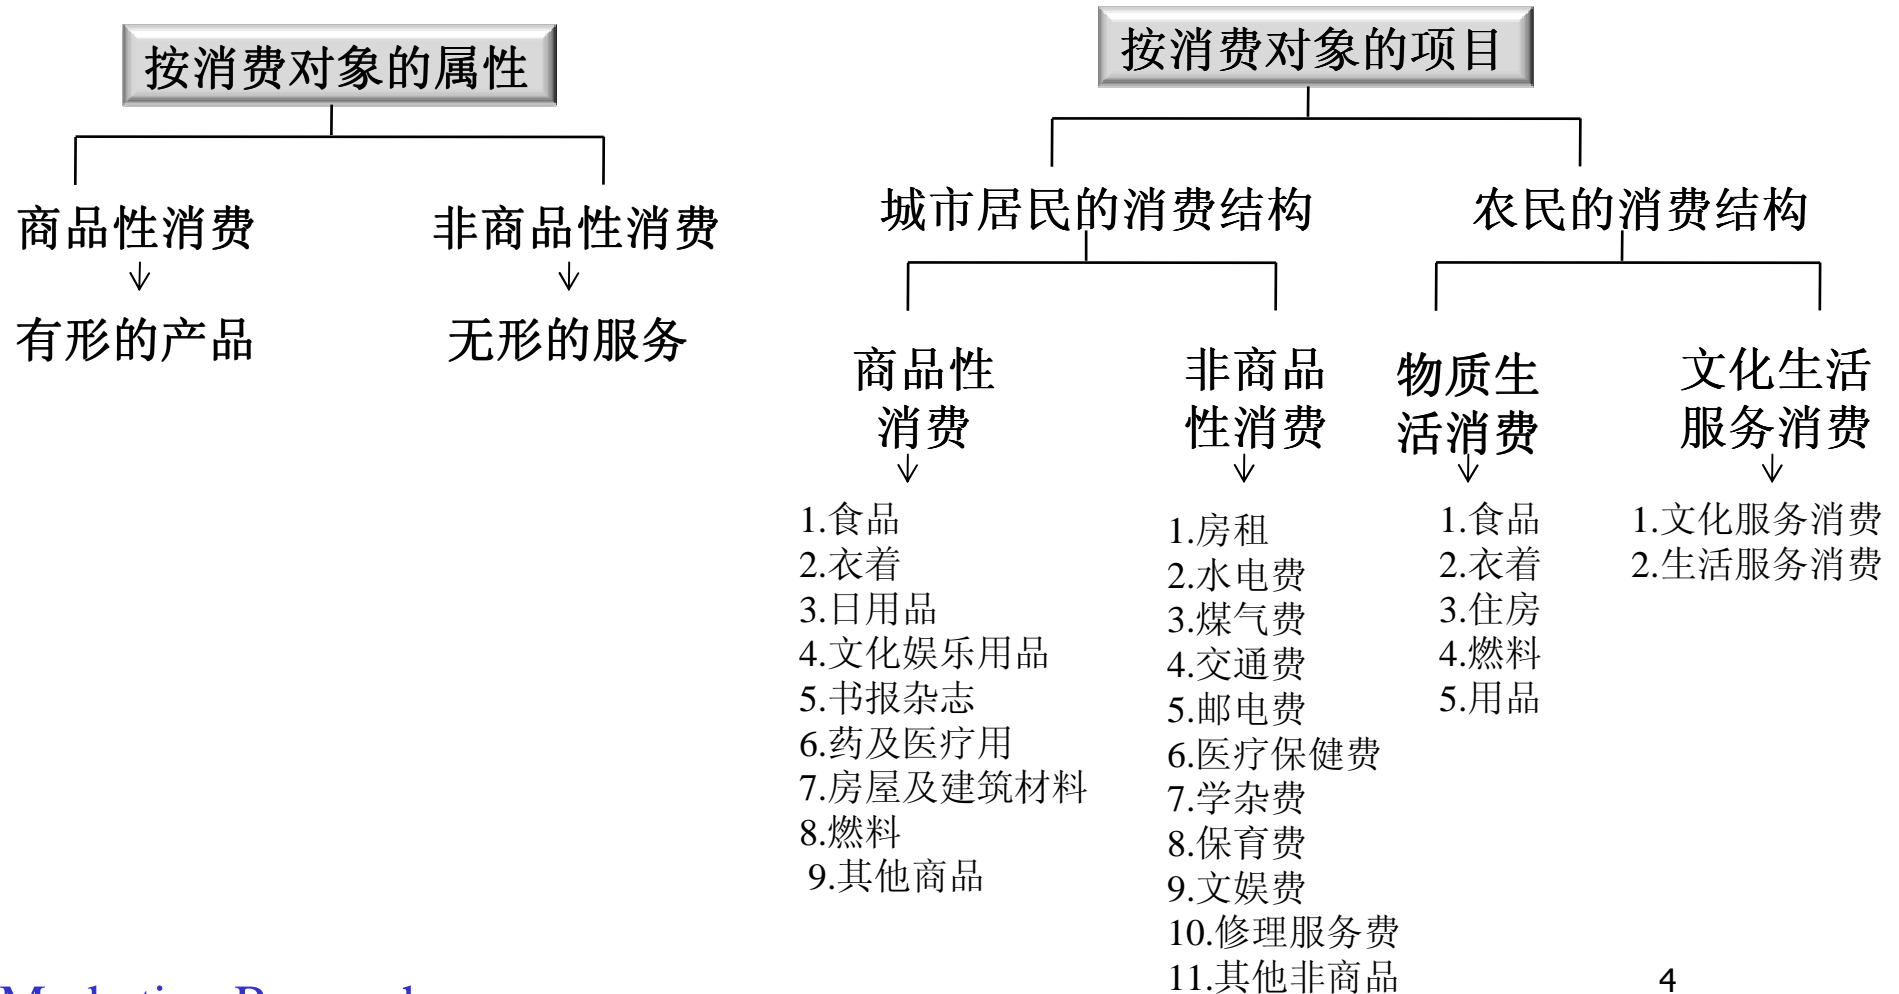 按消费对象的属性
商品性消费
非商品性消费
有形的产品
无形的服务
按消费对象的项目
城市居民的消费结构
农民的消费结构
商品性
消费
1.食品
2.衣着
3.日用品
4.文化娱乐用品
5.书报杂志
6.药及医疗用
7.房屋及建筑材料
8.燃料
9.其他商品
非商品
性消费
1.房租
2.水电费
3.煤气费
4.交通费
5.邮电费
6.医疗保健费
7.学杂费
8.保育费
9.文娱费
10.修理服务费
11.其他非商品
物质生
活消费
1.食品
2.衣着
3.住房
4.燃料
5.用品
文化生活
服务消费
1.文化服务消费
2.生活服务消费
4